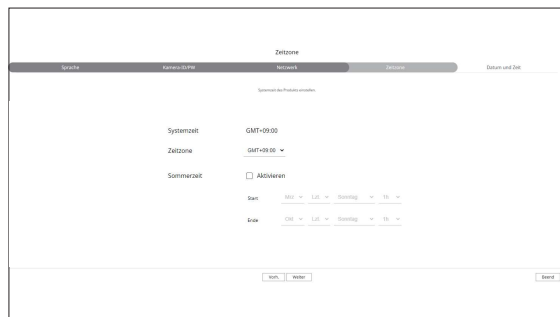 Zeitzone
Sprache Kamera-ID/PW Netzwerk Zeitzone Datum und Zeit
Systemzeit des Produkts einstellen.
Systemzeit GMT+09:00
Zeitzone GMT+09:00
Sommerzeit Aktivieren
Start Mrz Lzt Sonntag 1h
Ende Okt Lzt Sonntag 1h
Vorh. Weiter Beend